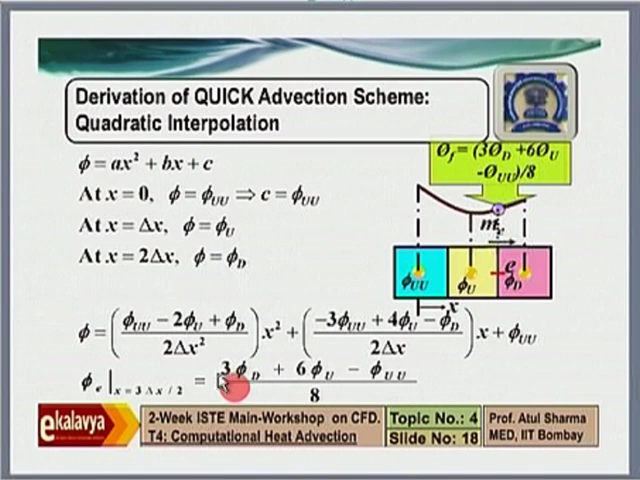 Derivation of QUICK Advection Scheme:
Quadratic Interpolation
Ø_f = (3Ø_D +6Ø_U
-Ø_UU)/8
ϕ = ax² + bx + c
At x = 0, ϕ = ϕ_UU ⇒ c = ϕ_UU
At x = Δx, ϕ = ϕ_U
At x = 2Δx, ϕ = ϕ_D
m
e
ϕ_UU ϕ_U ϕ_D
x
ϕ = ((ϕ_UU − 2ϕ_U + ϕ_D)/2Δx²) x² + ((−3ϕ_UU + 4ϕ_U − ϕ_D)/2Δx) x + ϕ_UU
ϕ_e |_x = 3Δx/2 = (3ϕ_D + 6ϕ_U − ϕ_UU)/8
ekalavya
2-Week ISTE Main-Workshop on CFD.
T4: Computational Heat Advection
Topic No.: 4
Slide No: 18
Prof. Atul Sharma
MED, IIT Bombay